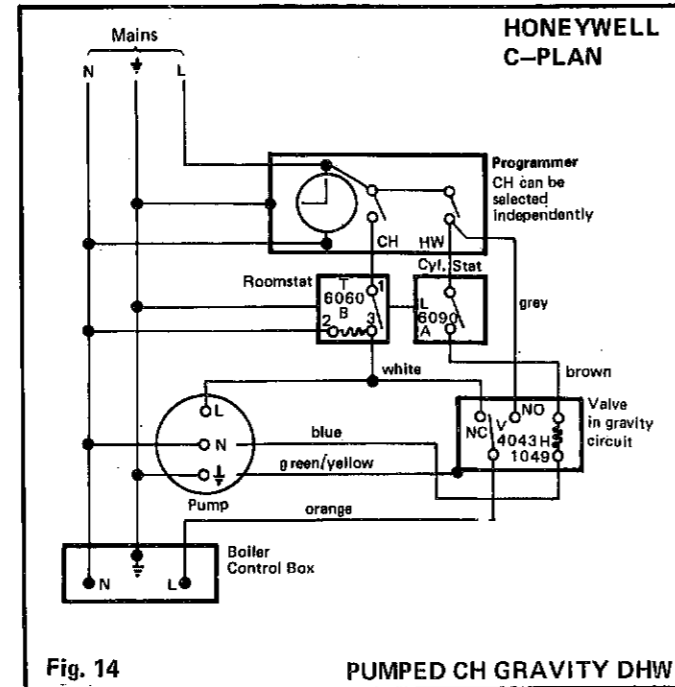 HONEYWELL
C–PLAN
Mains
N
L
Programmer
CH can be
selected
independently
CH
HW
Roomstat
T
6060
B
1
2
3
Cyl. Stat
L
6090
A
grey
white
brown
L
N
Pump
blue
green/yellow
orange
NC
V
NO
4043H
1049
Valve
in gravity
circuit
Boiler
Control Box
N
L
Fig. 14
PUMPED CH GRAVITY DHW